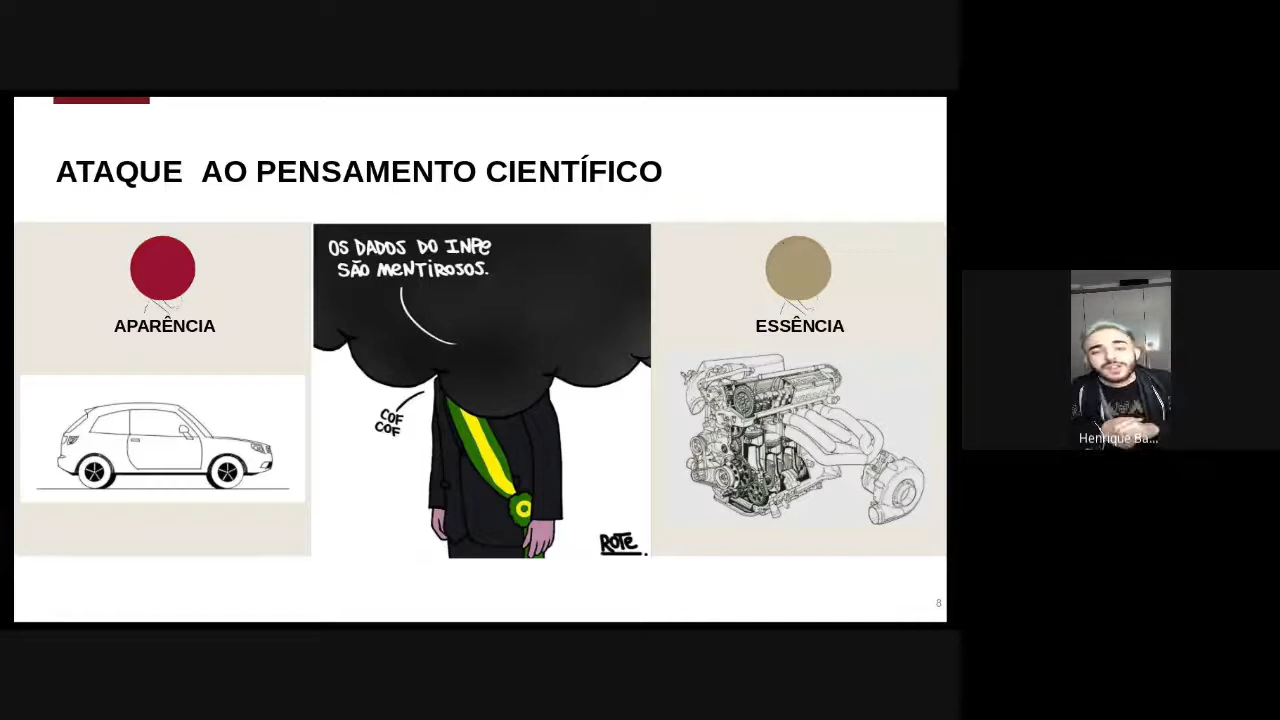 ATAQUE  AO PENSAMENTO CIENTÍFICO
APARÊNCIA
OS DADOS DO INPe
SÃO MeNTiROSOS.
COF
COF
ROTe.
ESSÊNCIA
8
Henrique Ba...